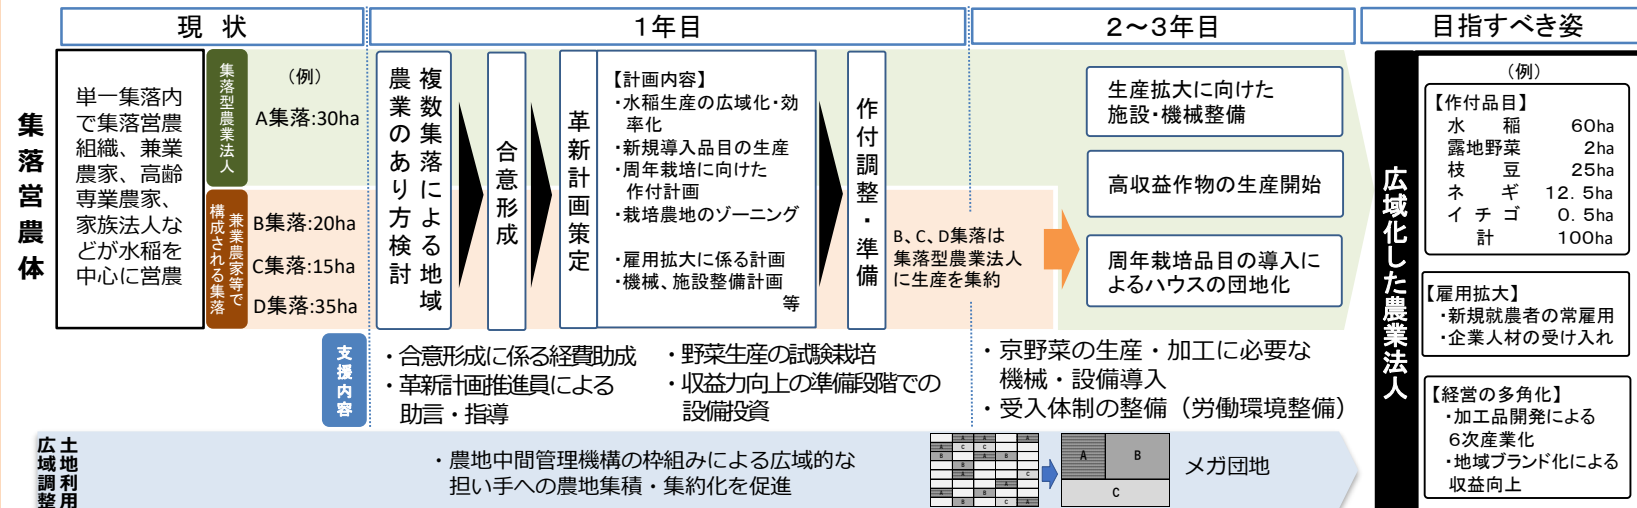 現 状
1年目
2～3年目
目指すべき姿
集落営農体
単一集落内
で集落営農
組織、兼業
農家、高齢
専業農家、
家族法人な
どが水稲を
中心に営農
集落型農業法人
(例)
A集落:30ha
兼業農家等で
構成される集落
B集落:20ha
C集落:15ha
D集落:35ha
複数集落による地域
農業のあり方検討
合意形成
革新計画策定
【計画内容】
・水稲生産の広域化・効
率化
・新規導入品目の生産
・周年栽培に向けた
作付計画
・栽培農地のゾーニング
・雇用拡大に係る計画
・機械、施設整備計画
等
作付調整・準備
B、C、D集落は
集落型農業法人
に生産を集約
生産拡大に向けた
施設・機械整備
高収益作物の生産開始
周年栽培品目の導入に
よるハウスの団地化
広域化した農業法人
(例)
【作付品目】
水 稲 60ha
露地野菜 2ha
枝 豆 25ha
ネ ギ 12.5ha
イ チ ゴ 0.5ha
計 100ha
【雇用拡大】
・新規就農者の常雇用
・企業人材の受け入れ
【経営の多角化】
・加工品開発による
6次産業化
・地域ブランド化による
収益向上
支援内容
・合意形成に係る経費助成
・革新計画推進員による
助言・指導
・野菜生産の試験栽培
・収益力向上の準備段階での
設備投資
・京野菜の生産・加工に必要な
機械・設備導入
・受入体制の整備（労働環境整備）
土地利用
広域調整
・農地中間管理機構の枠組みによる広域的な
担い手への農地集積・集約化を促進
A B
C
メガ団地